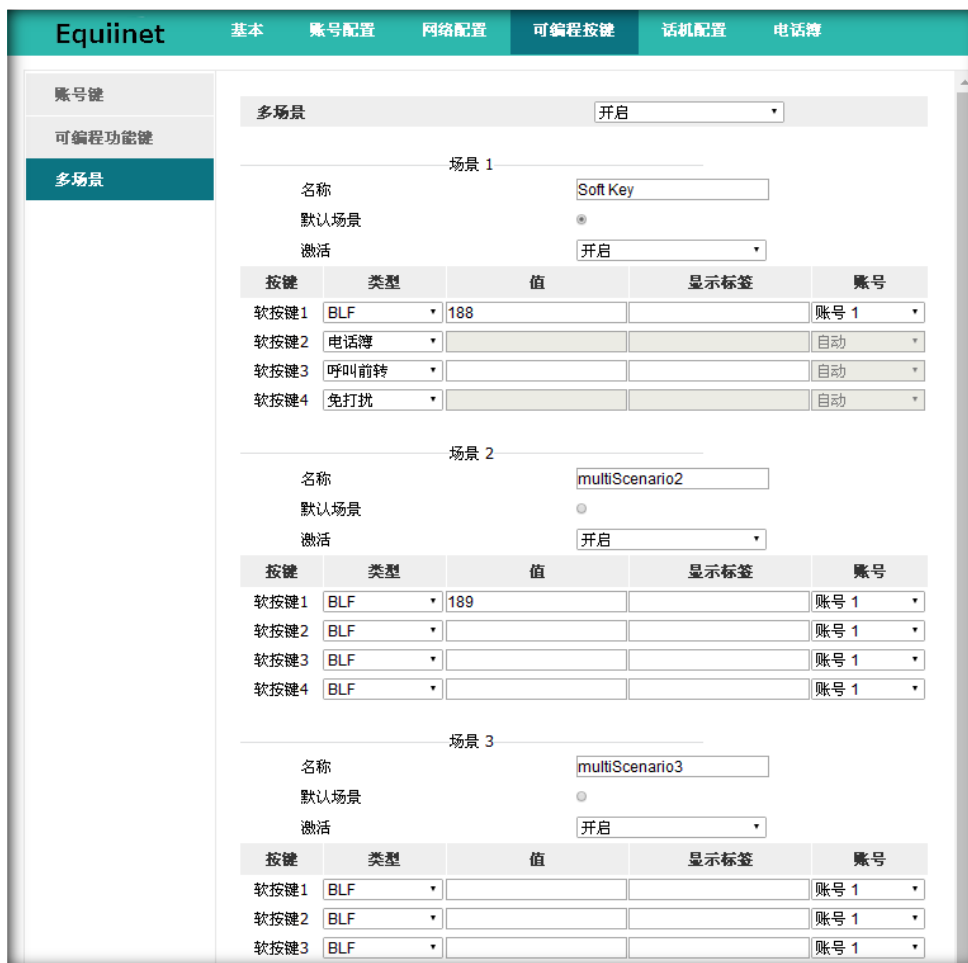 Equiinet 基本 账号配置 网络配置 可编程按键 话机配置 电话簿
账号键
可编程功能键
多场景
多场景 开启
场景 1
名称 Soft Key
默认场景
激活 开启
按键 类型 值 显示标签 账号
软按键1 BLF 188 账号 1
软按键2 电话簿 自动
软按键3 呼叫前转 自动
软按键4 免打扰 自动
场景 2
名称 multiScenario2
默认场景
激活 开启
按键 类型 值 显示标签 账号
软按键1 BLF 189 账号 1
软按键2 BLF 账号 1
软按键3 BLF 账号 1
软按键4 BLF 账号 1
场景 3
名称 multiScenario3
默认场景
激活 开启
按键 类型 值 显示标签 账号
软按键1 BLF 账号 1
软按键2 BLF 账号 1
软按键3 BLF 账号 1